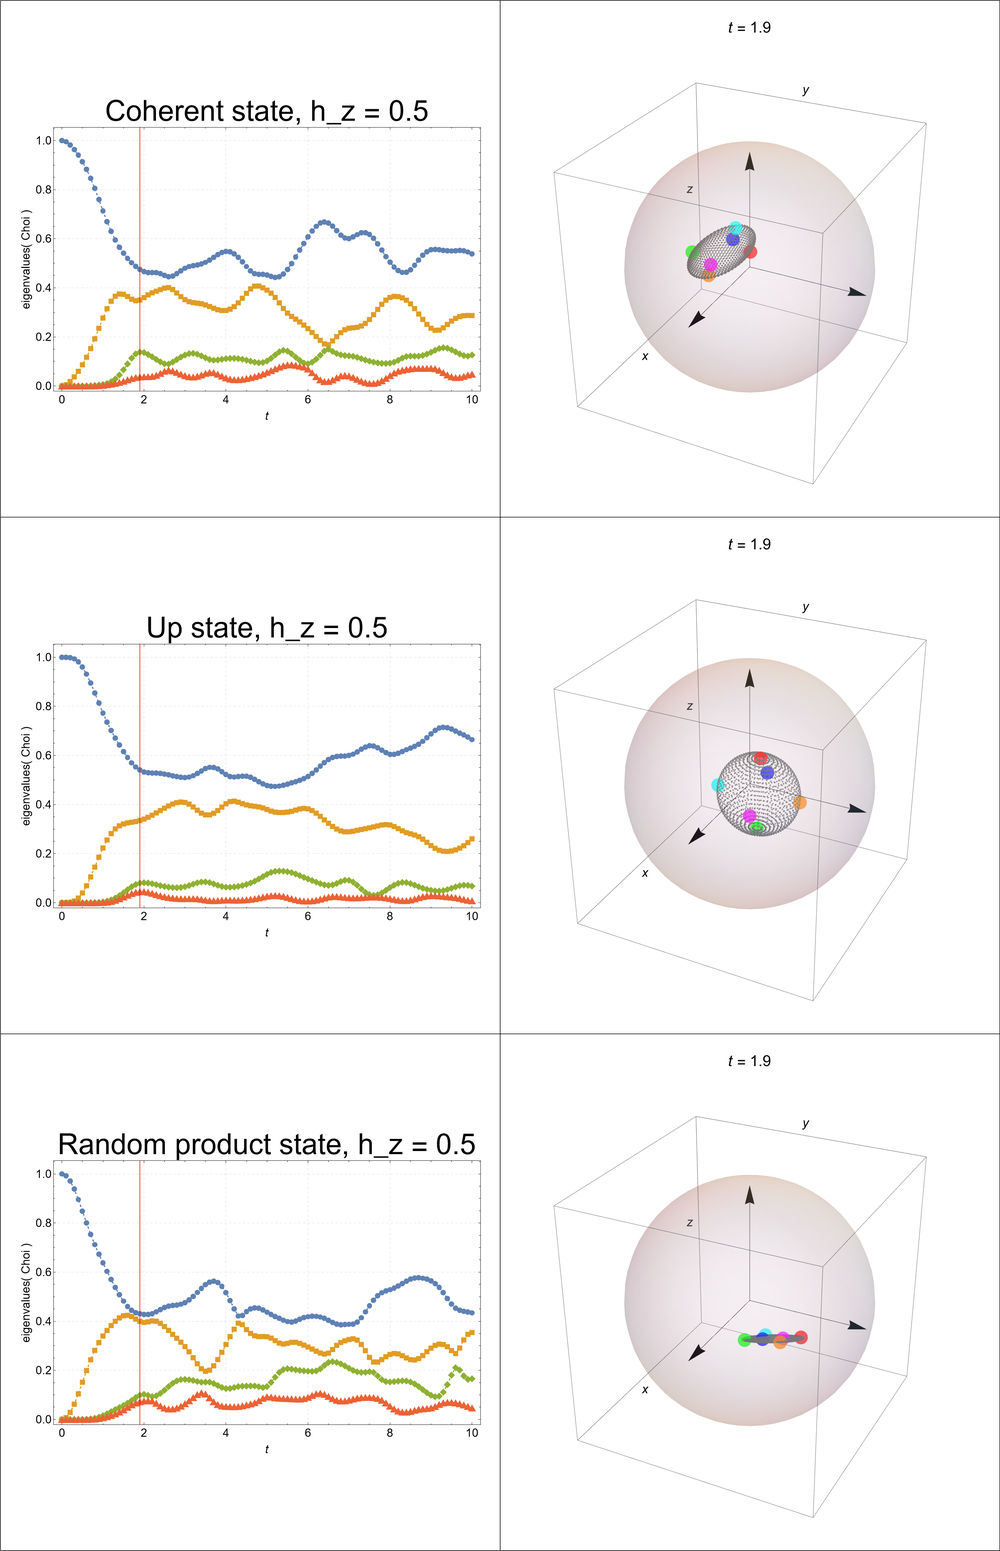 t = 1.9
y
Coherent state, h_z = 0.5
1.0
0.8
z
0.6
eigenvalues( Choi )
0.4
0.2
x
0.0
0 2 4 6 8 10
t
t = 1.9
y
Up state, h_z = 0.5
1.0
0.8
z
0.6
eigenvalues( Choi )
0.4
0.2
x
0.0
0 2 4 6 8 10
t
t = 1.9
y
Random product state, h_z = 0.5
1.0
0.8
z
0.6
eigenvalues( Choi )
0.4
0.2
x
0.0
0 2 4 6 8 10
t